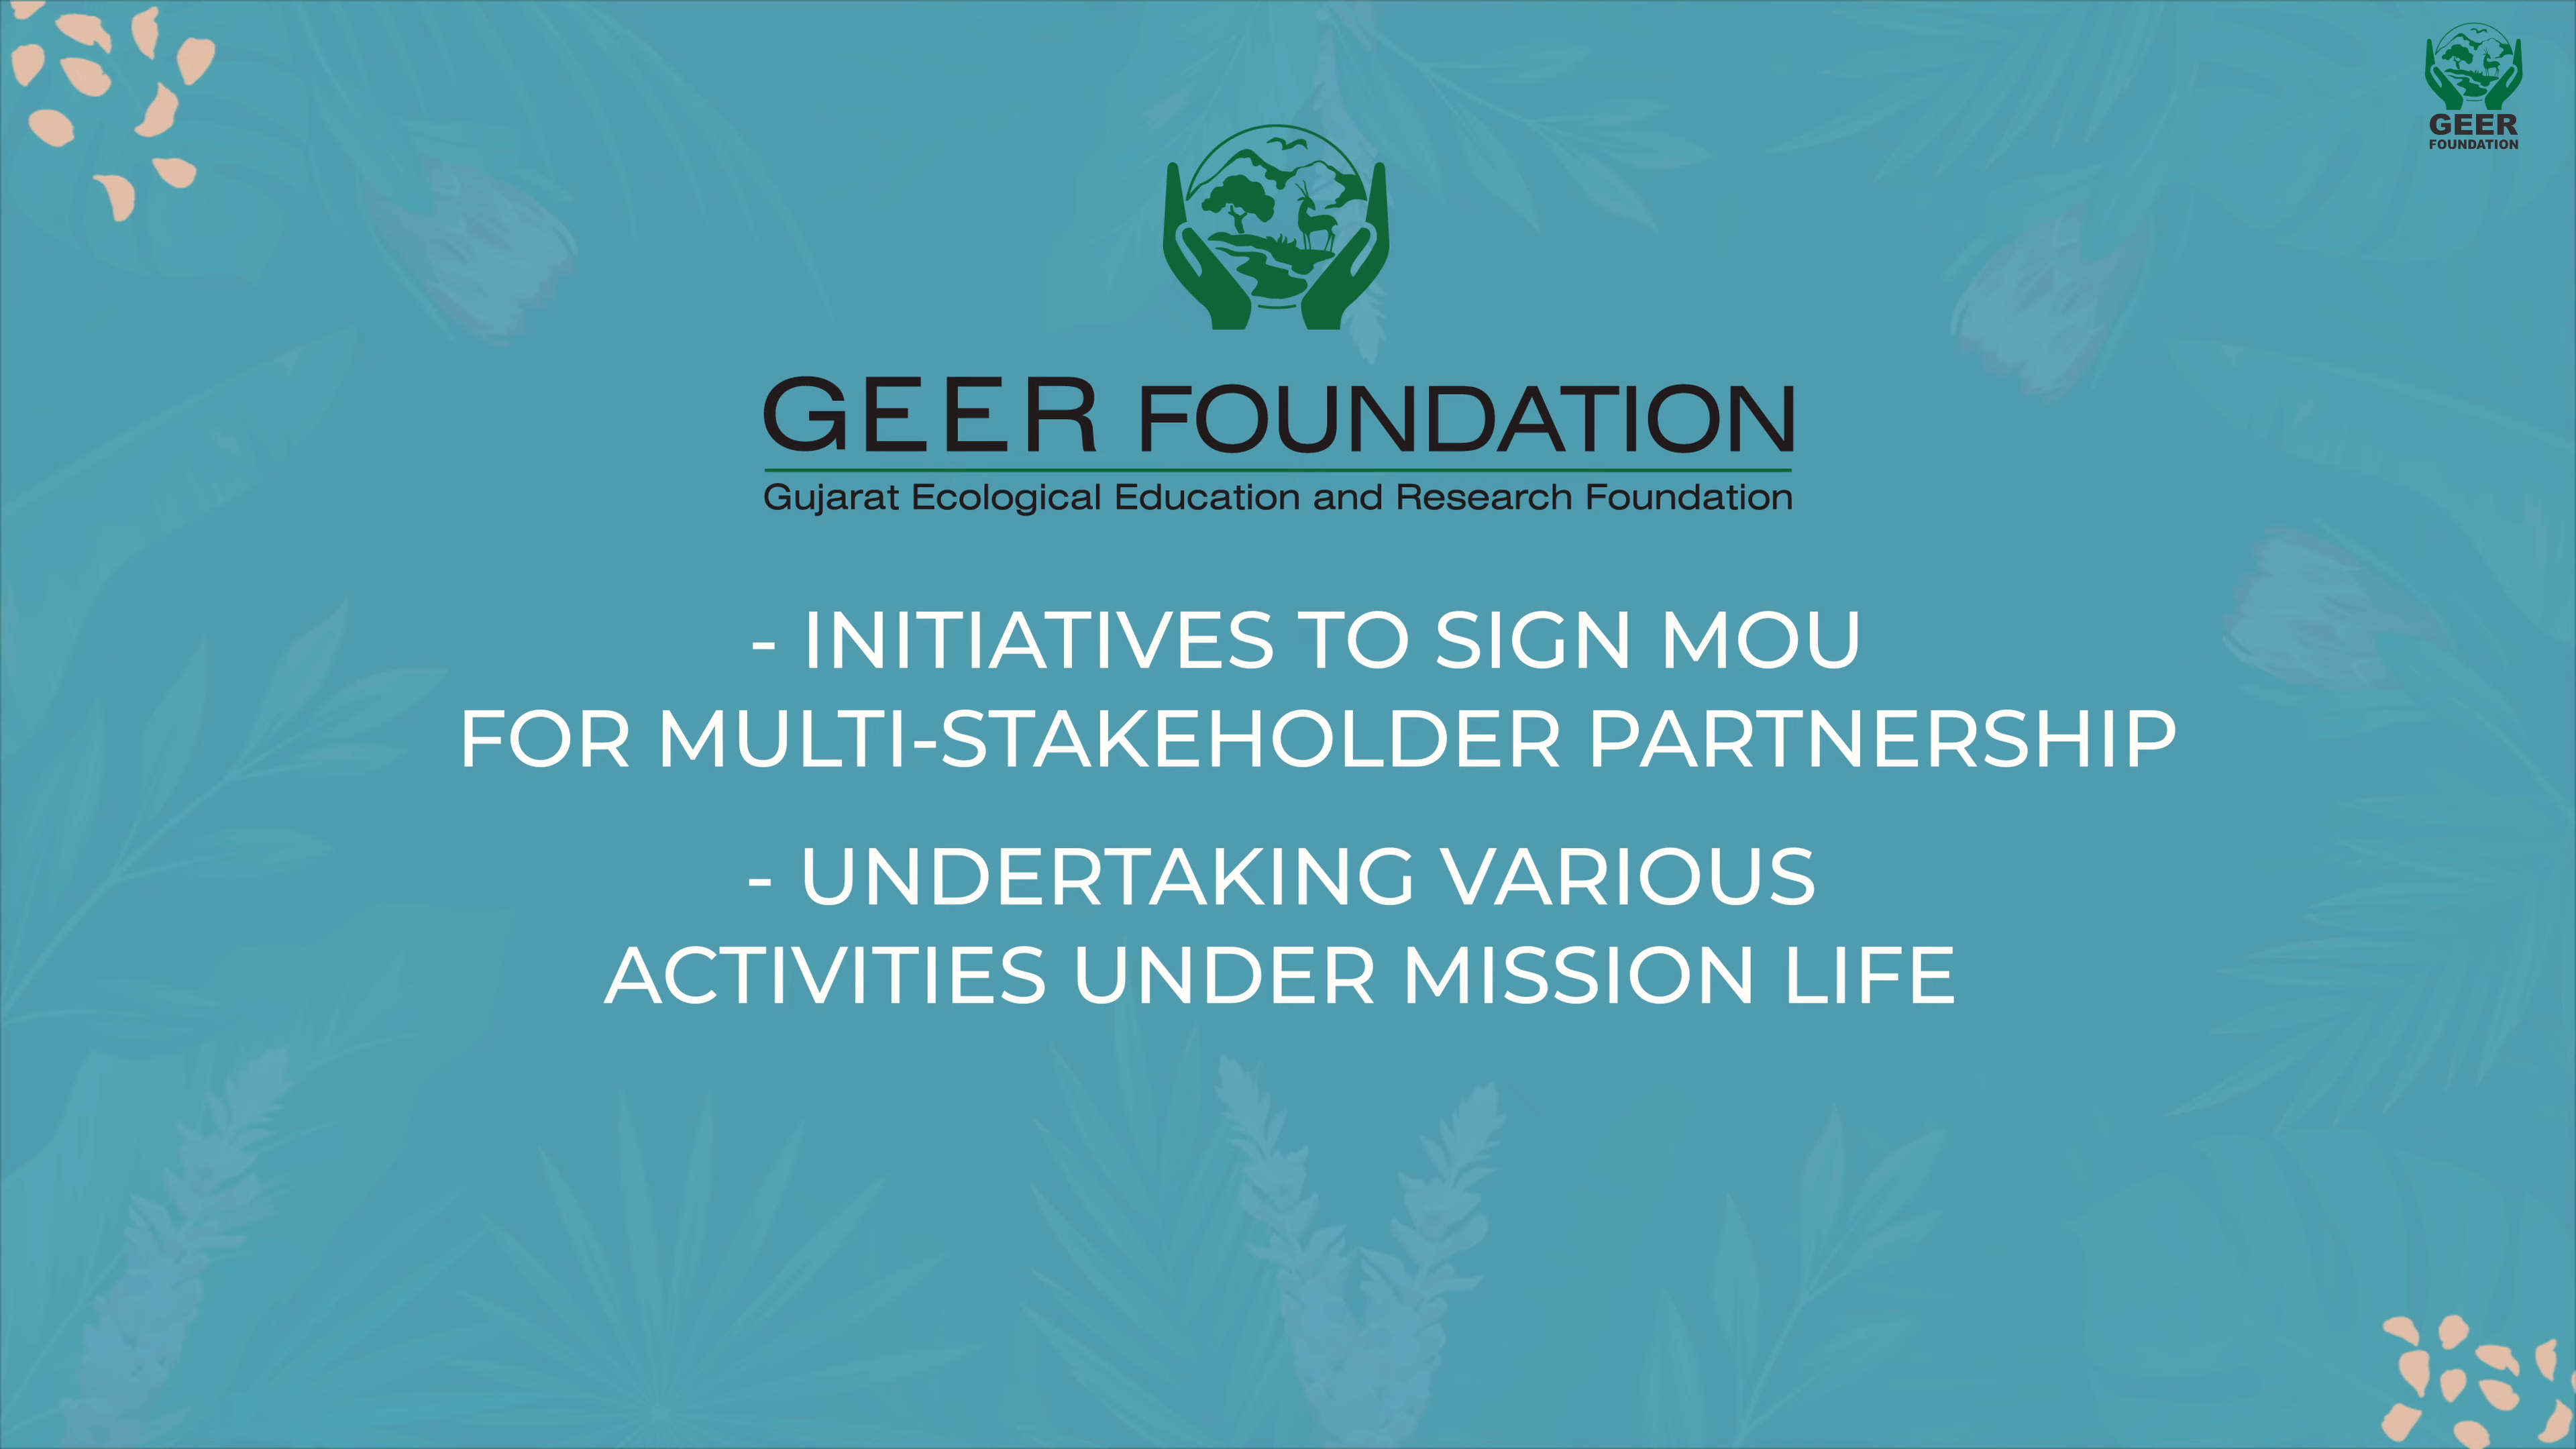 GEER
FOUNDATION
GEER FOUNDATION
Gujarat Ecological Education and Research Foundation
- INITIATIVES TO SIGN MOU
FOR MULTI-STAKEHOLDER PARTNERSHIP
- UNDERTAKING VARIOUS
ACTIVITIES UNDER MISSION LIFE